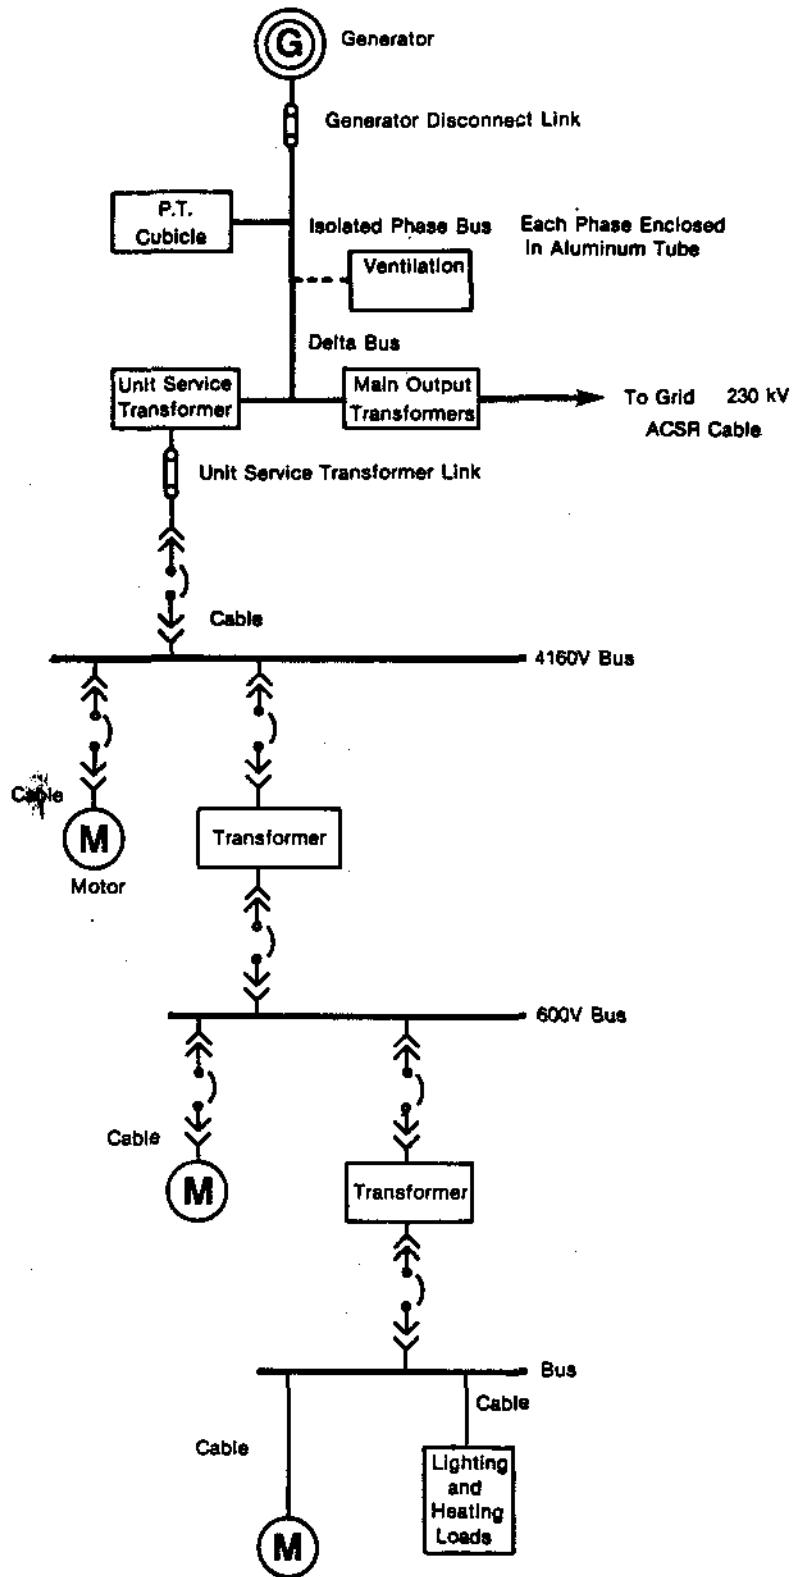 G
Generator
Generator Disconnect Link
P.T.
Cubicle
Isolated Phase Bus
Each Phase Enclosed
in Aluminum Tube
Ventilation
Delta Bus
Unit Service
Transformer
Main Output
Transformers
To Grid 230 kV
ACSR Cable
Unit Service Transformer Link
Cable
4160V Bus
Cable
M
Motor
Transformer
600V Bus
Cable
M
Transformer
Bus
Cable
Cable
Lighting
and
Heating
Loads
M